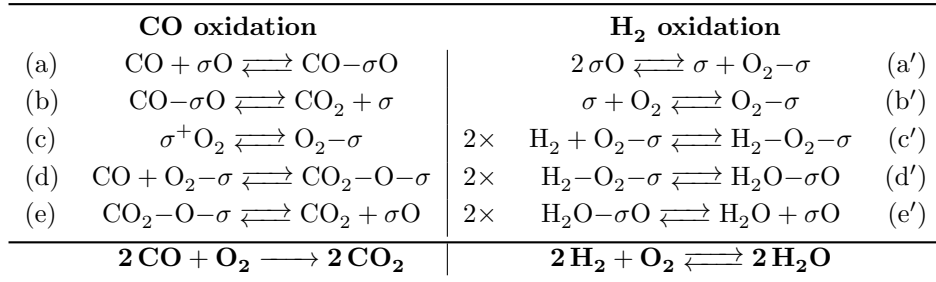 CO oxidation H₂ oxidation
(a) CO + σO ⇌ CO−σO 2 σO ⇌ σ + O₂−σ (a′)
(b) CO−σO ⇌ CO₂ + σ σ + O₂ ⇌ O₂−σ (b′)
(c) σ⁺O₂ ⇌ O₂−σ 2× H₂ + O₂−σ ⇌ H₂−O₂−σ (c′)
(d) CO + O₂−σ ⇌ CO₂−O−σ 2× H₂−O₂−σ ⇌ H₂O−σO (d′)
(e) CO₂−O−σ ⇌ CO₂ + σO 2× H₂O−σO ⇌ H₂O + σO (e′)
2 CO + O₂ ⟶ 2 CO₂ 2 H₂ + O₂ ⇌ 2 H₂O